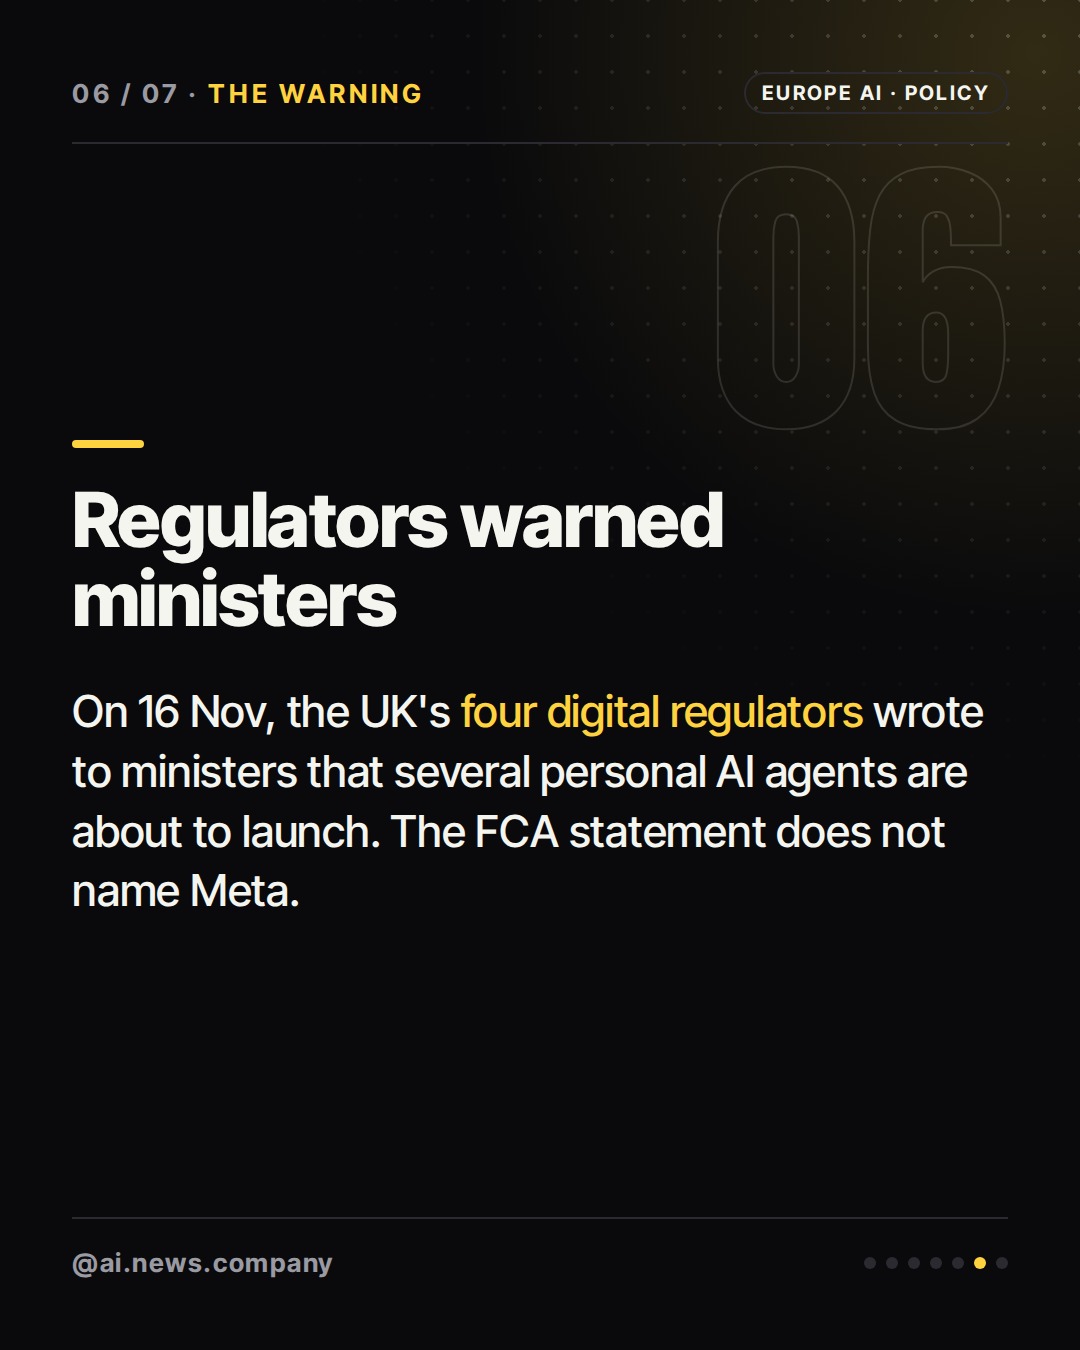 06 / 07 · THE WARNING
EUROPE AI · POLICY
06
Regulators warned
ministers
On 16 Nov, the UK's four digital regulators wrote
to ministers that several personal AI agents are
about to launch. The FCA statement does not
name Meta.
@ai.news.company